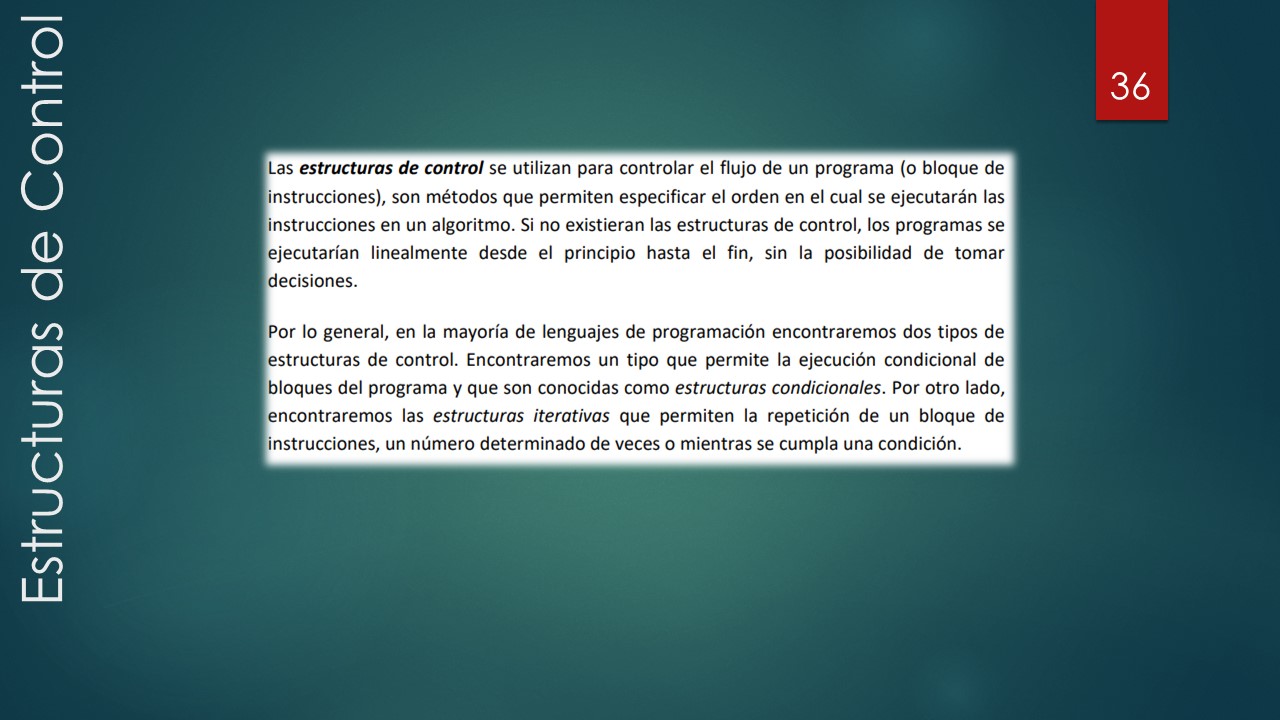 Estructuras de Control
36
Las estructuras de control se utilizan para controlar el flujo de un programa (o bloque de
instrucciones), son métodos que permiten especificar el orden en el cual se ejecutarán las
instrucciones en un algoritmo. Si no existieran las estructuras de control, los programas se
ejecutarían linealmente desde el principio hasta el fin, sin la posibilidad de tomar
decisiones.
Por lo general, en la mayoría de lenguajes de programación encontraremos dos tipos de
estructuras de control. Encontraremos un tipo que permite la ejecución condicional de
bloques del programa y que son conocidas como estructuras condicionales. Por otro lado,
encontraremos las estructuras iterativas que permiten la repetición de un bloque de
instrucciones, un número determinado de veces o mientras se cumpla una condición.